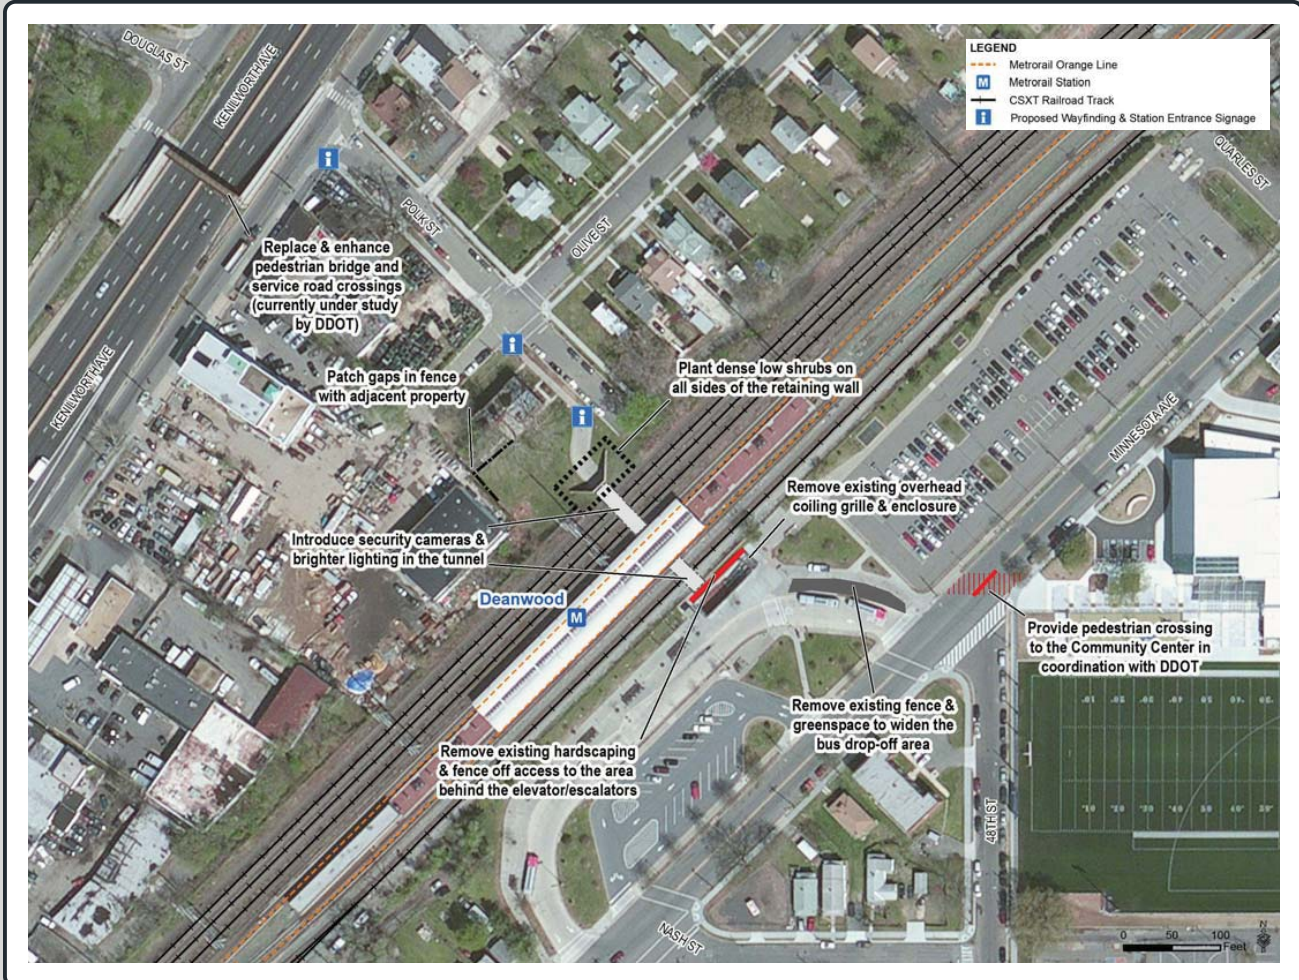 DOUGLAS ST
KENILWORTH AVE
LEGEND
Metrorail Orange Line
M Metrorail Station
CSXT Railroad Track
i Proposed Wayfinding & Station Entrance Signage
QUARLES ST
i
POLK ST
OLIVE ST
Replace & enhance
pedestrian bridge and
service road crossings
(currently under study
by DDOT)
i
KENILWORTH AVE
Patch gaps in fence
with adjacent property
Plant dense low shrubs on
all sides of the retaining wall
i
MINNESOTA AVE
Remove existing overhead
coiling grille & enclosure
Introduce security cameras &
brighter lighting in the tunnel
Deanwood
M
Provide pedestrian crossing
to the Community Center in
coordination with DDOT
Remove existing fence &
greenspace to widen the
bus drop-off area
Remove existing hardscaping
& fence off access to the area
behind the elevator/escalators
48TH ST
NASH ST
0 50 100
Feet